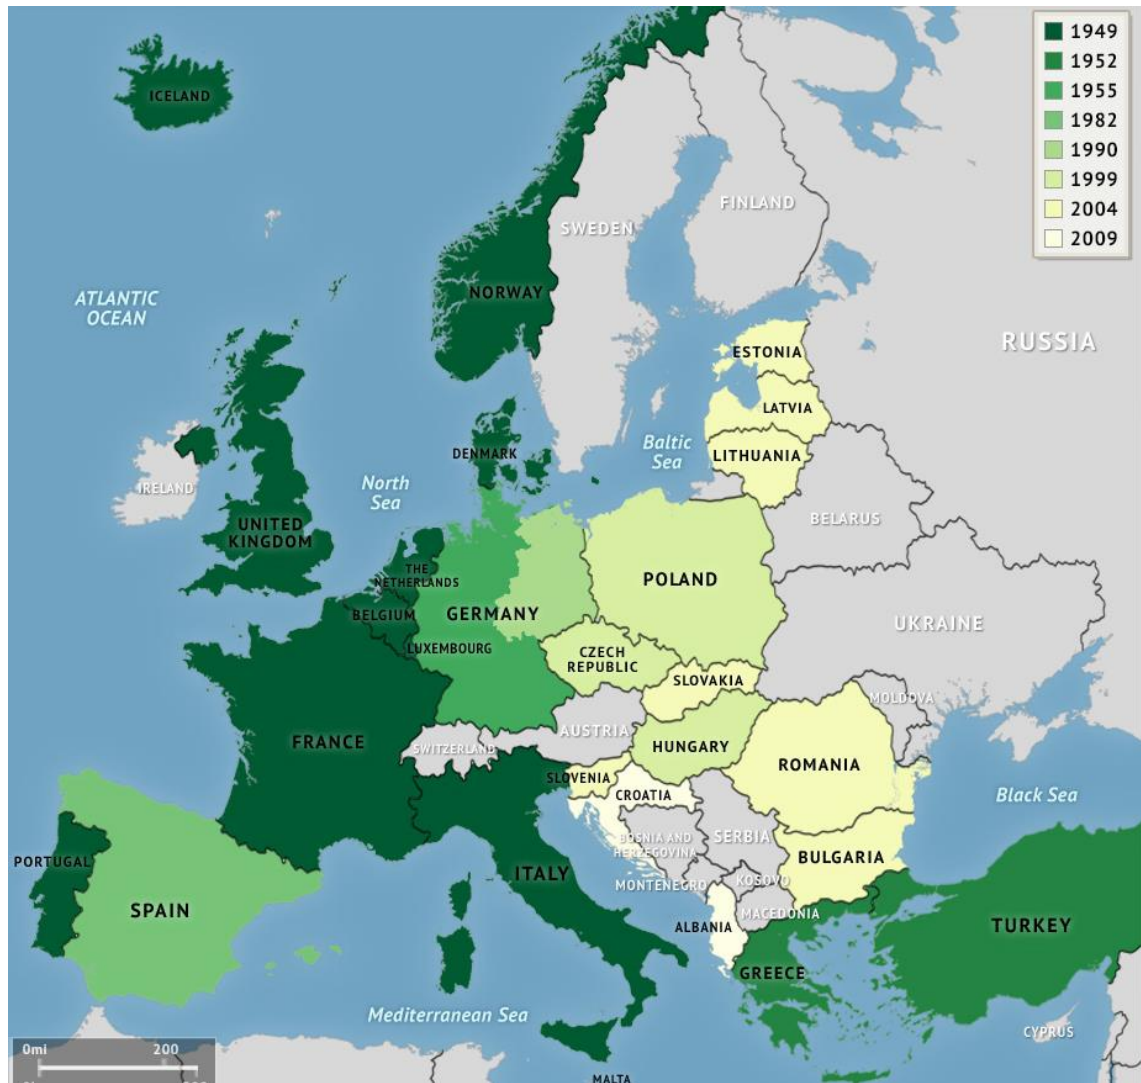 1949
1952
1955
1982
1990
1999
2004
2009
ICELAND
SWEDEN
FINLAND
NORWAY
ATLANTIC
OCEAN
RUSSIA
ESTONIA
LATVIA
Baltic
Sea
LITHUANIA
DENMARK
North
Sea
IRELAND
UNITED
KINGDOM
BELARUS
THE
NETHERLANDS
BELGIUM
GERMANY
POLAND
LUXEMBOURG
CZECH
REPUBLIC
UKRAINE
SLOVAKIA
MOLDOVA
AUSTRIA
FRANCE
SWITZERLAND
HUNGARY
ROMANIA
SLOVENIA
CROATIA
Black Sea
BOSNIA AND
HERZEGOVINA
SERBIA
PORTUGAL
BULGARIA
ITALY
MONTENEGRO
KOSOVO
SPAIN
MACEDONIA
ALBANIA
TURKEY
GREECE
Mediterranean Sea
CYPRUS
0mi
200
MALTA